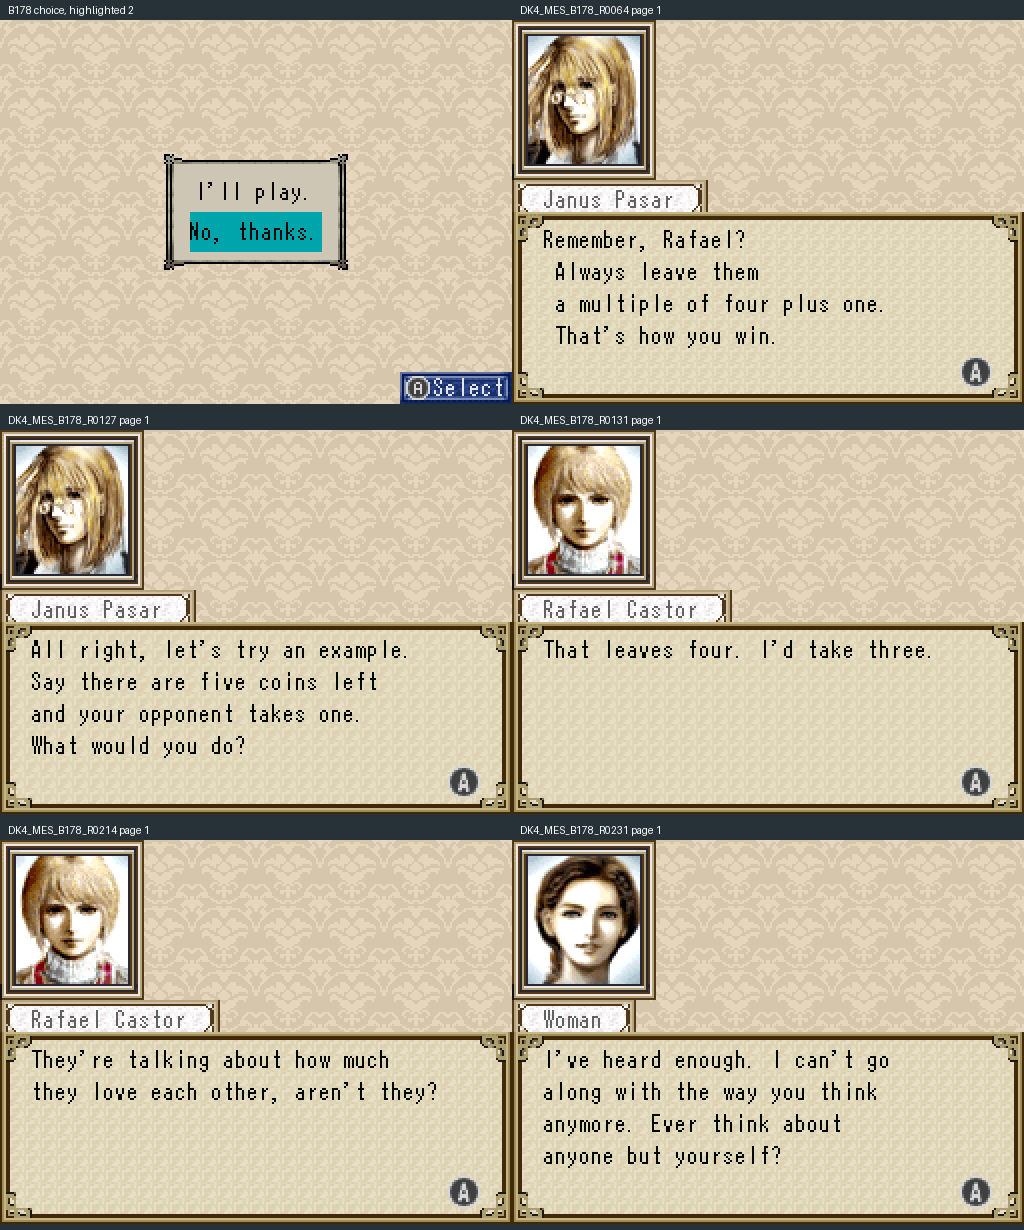 B178 choice, highlighted 2
I'll play.
No, thanks.
A Select
DK4_MES_B178_R0064 page 1
Janus Pasar
Remember, Rafael?
Always leave them
a multiple of four plus one.
That's how you win.
A
DK4_MES_B178_R0127 page 1
Janus Pasar
All right, let's try an example.
Say there are five coins left
and your opponent takes one.
What would you do?
A
DK4_MES_B178_R0131 page 1
Rafael Castor
That leaves four. I'd take three.
A
DK4_MES_B178_R0214 page 1
Rafael Castor
They're talking about how much
they love each other, aren't they?
A
DK4_MES_B178_R0231 page 1
Woman
I've heard enough. I can't go
along with the way you think
anymore. Ever think about
anyone but yourself?
A